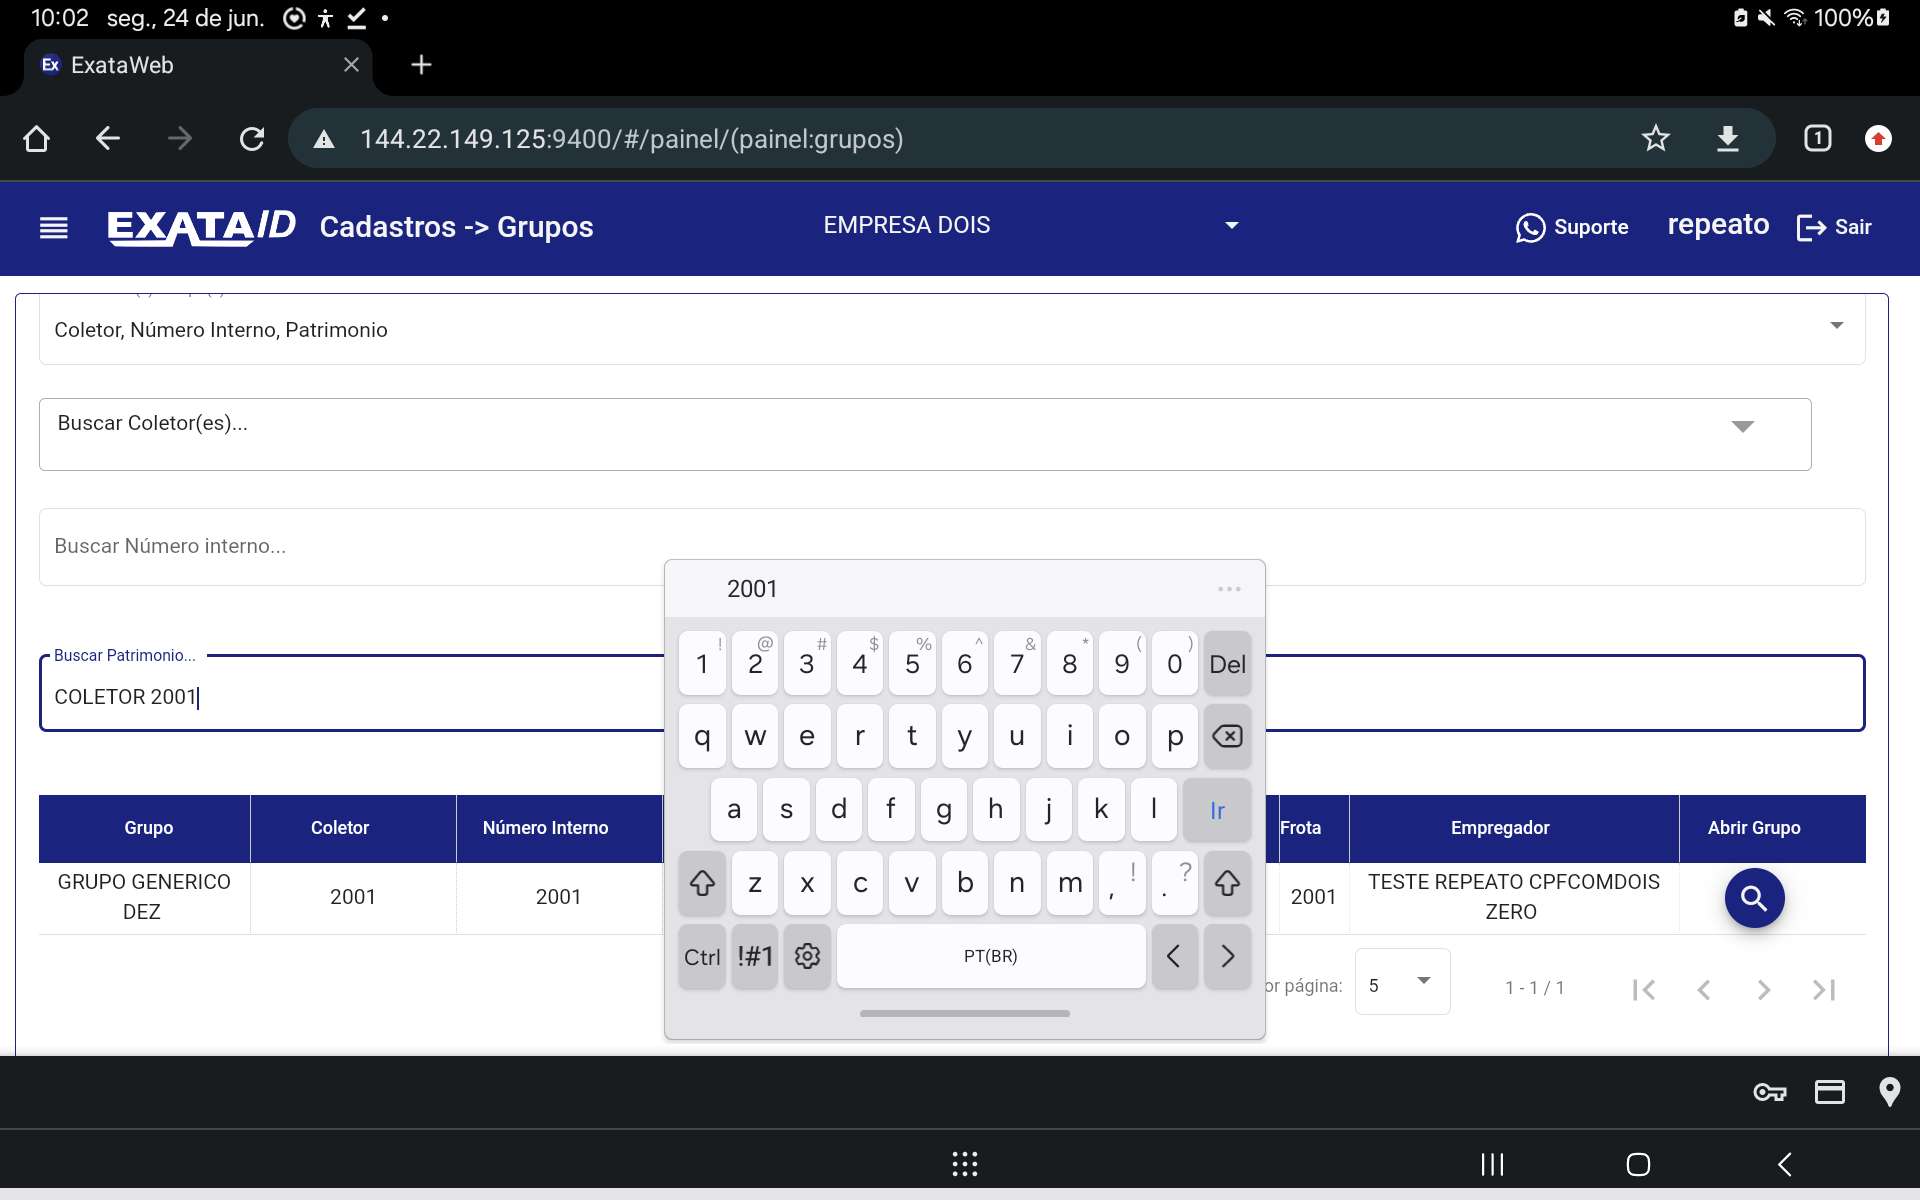 10:02 seg., 24 de jun. 100%
Ex ExataWeb
144.22.149.125:9400/#/painel/(painel:grupos) 1
EXATA/ID Cadastros -> Grupos EMPRESA DOIS Suporte repeato Sair
Coletor, Número Interno, Patrimonio
Buscar Coletor(es)...
Buscar Número interno...
Buscar Patrimonio...
COLETOR 2001
2001
! @ # $ % ^ & * ( )
1 2 3 4 5 6 7 8 9 0 Del
q w e r t y u i o p
a s d f g h j k l Ir
z x c v b n m , ! . ?
Ctrl !#1 PT(BR)
Grupo Coletor Número Interno Frota Empregador Abrir Grupo
GRUPO GENERICO DEZ 2001 2001 2001 TESTE REPEATO CPFCOMDOIS ZERO
or página: 5 1 - 1 / 1